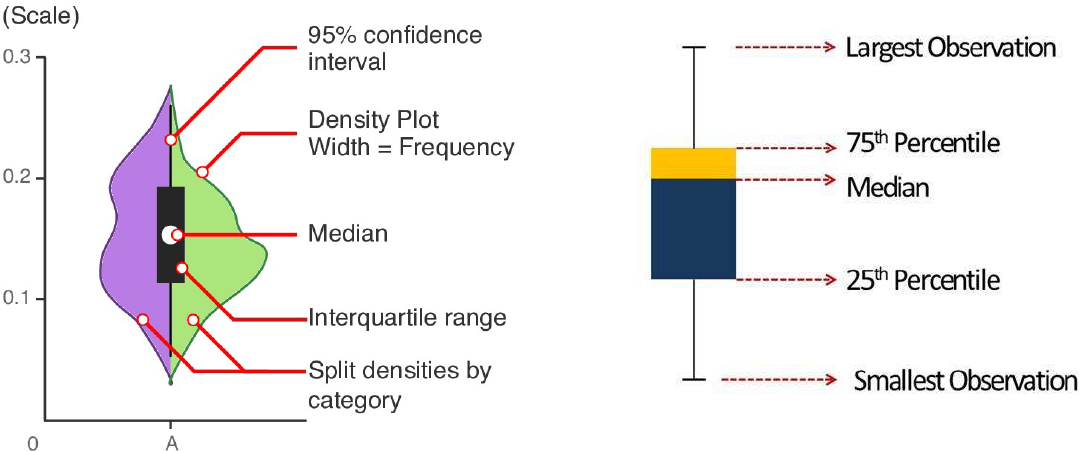 (Scale)
0.3
0.2
0.1
0
A
95% confidence
interval
Density Plot
Width = Frequency
Median
Interquartile range
Split densities by
category
Largest Observation
75th Percentile
Median
25th Percentile
Smallest Observation